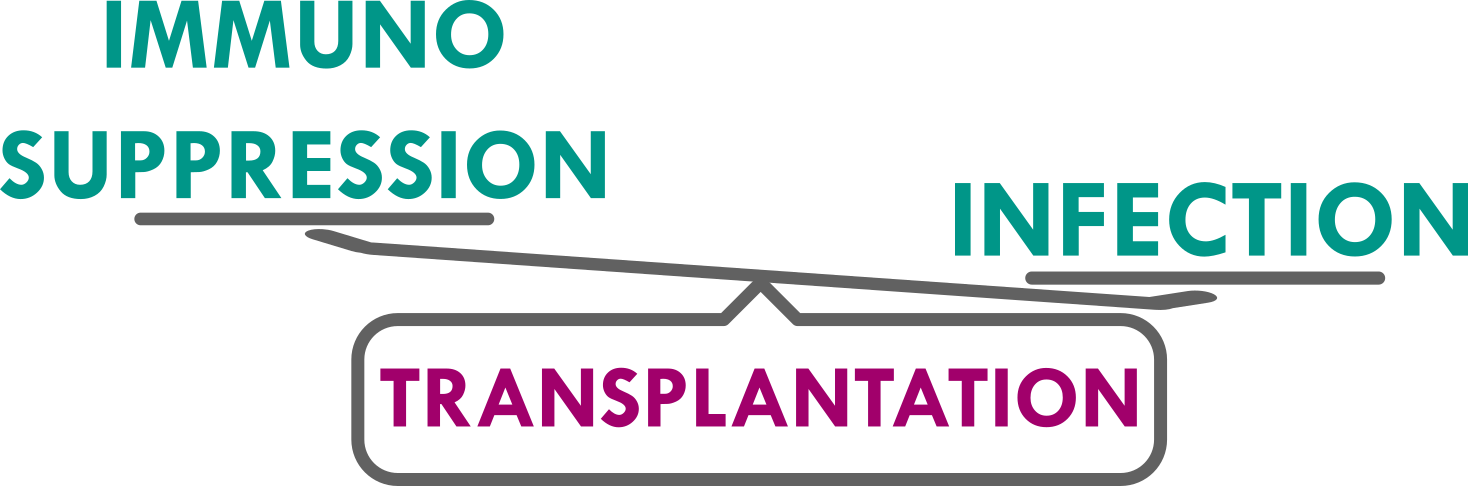 IMMUNO
SUPPRESSION
INFECTION
TRANSPLANTATION